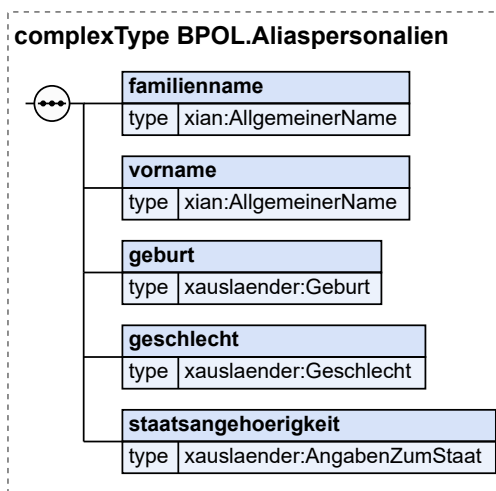 complexType BPOL.Aliaspersonalien
familienname
type xian:AllgemeinerName
vorname
type xian:AllgemeinerName
geburt
type xauslaender:Geburt
geschlecht
type xauslaender:Geschlecht
staatsangehoerigkeit
type xauslaender:AngabenZumStaat